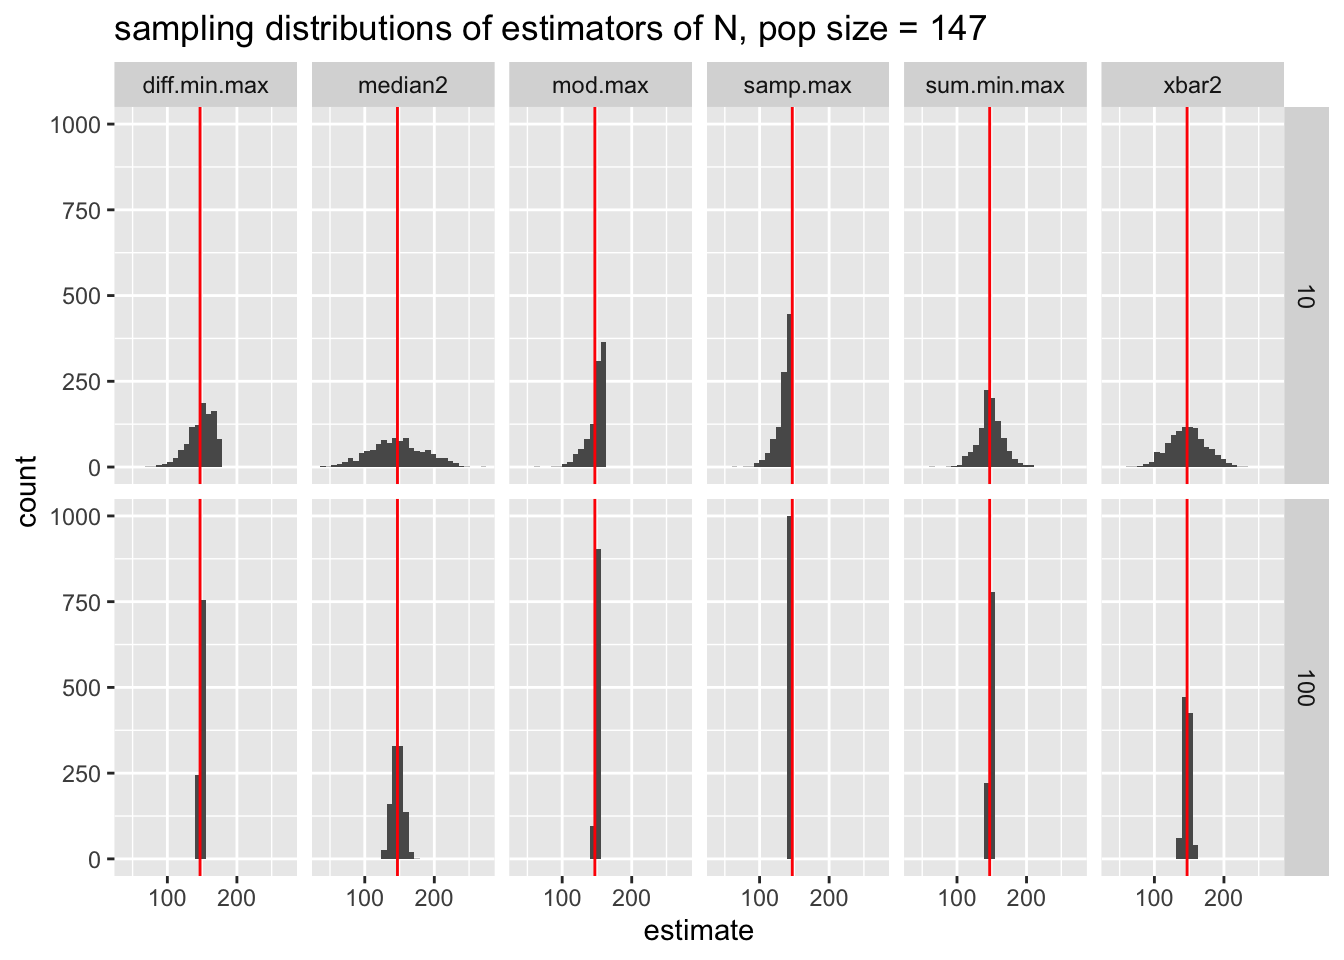 sampling distributions of estimators of N, pop size = 147
diff.min.max median2 mod.max samp.max sum.min.max xbar2
1000
750
500
250
0
10
1000
750
500
250
0
100
100 200 100 200 100 200 100 200 100 200 100 200
count
estimate